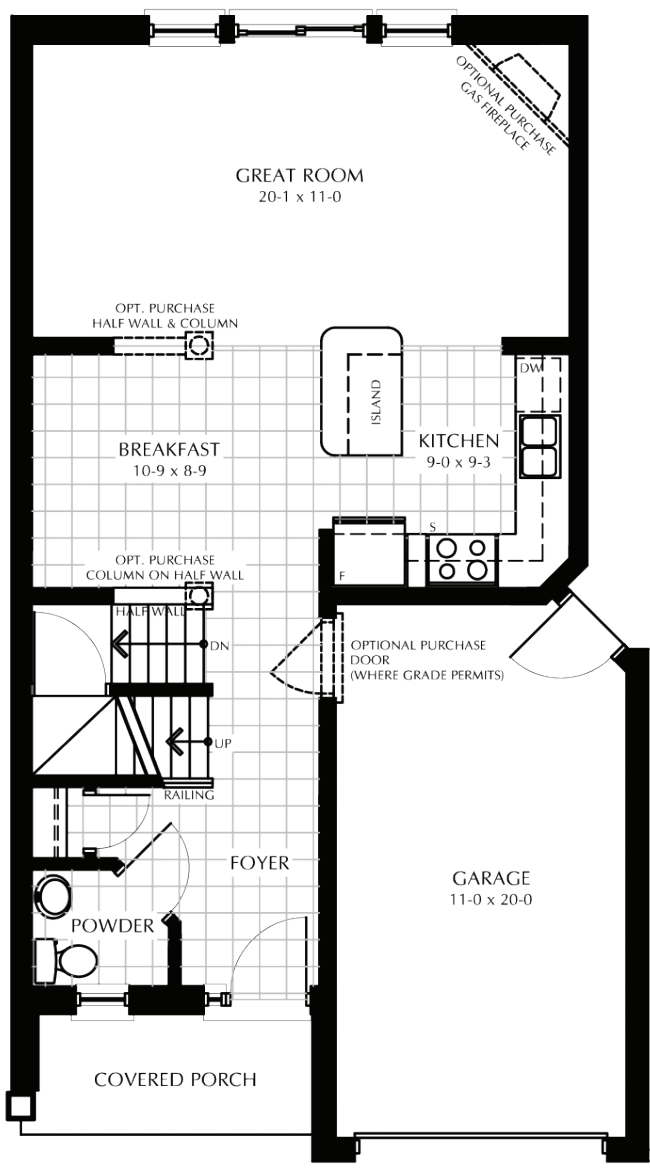 OPTIONAL PURCHASE
GAS FIREPLACE
GREAT ROOM
20-1 x 11-0
OPT. PURCHASE
HALF WALL & COLUMN
DW
ISLAND
BREAKFAST
10-9 x 8-9
KITCHEN
9-0 x 9-3
S
F
OPT. PURCHASE
COLUMN ON HALF WALL
HALF WALL
DN
OPTIONAL PURCHASE
DOOR
(WHERE GRADE PERMITS)
UP
RAILING
FOYER
GARAGE
11-0 x 20-0
POWDER
COVERED PORCH